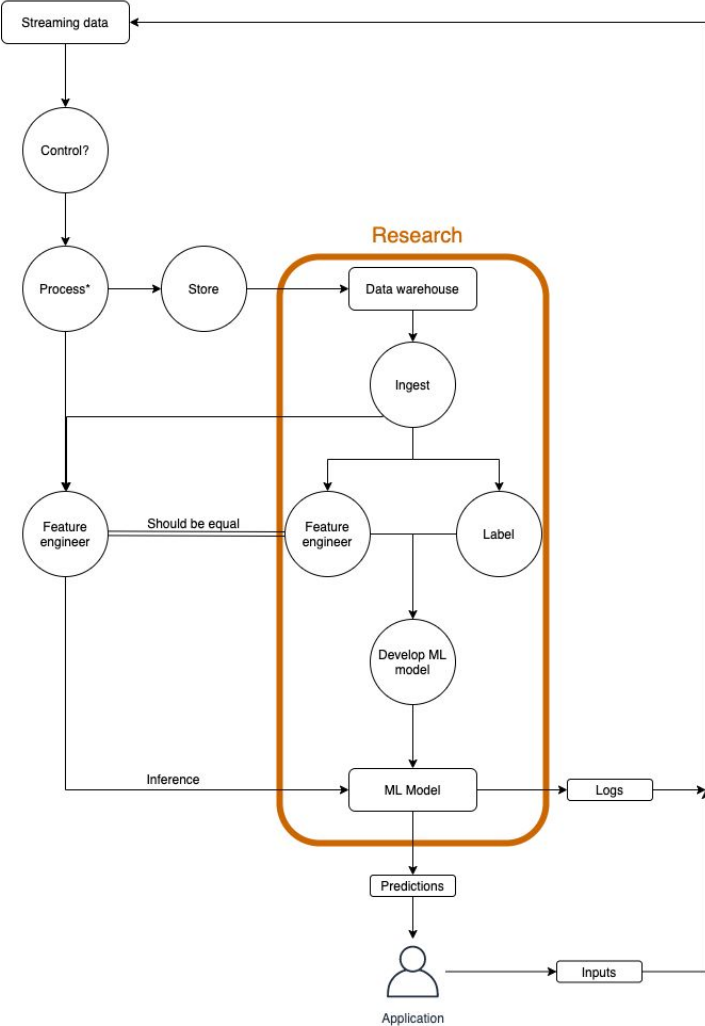 Streaming data
Control?
Research
Process*
Store
Data warehouse
Ingest
Feature
engineer
Should be equal
Feature
engineer
Label
Develop ML
model
Inference
ML Model
Logs
Predictions
Inputs
Application